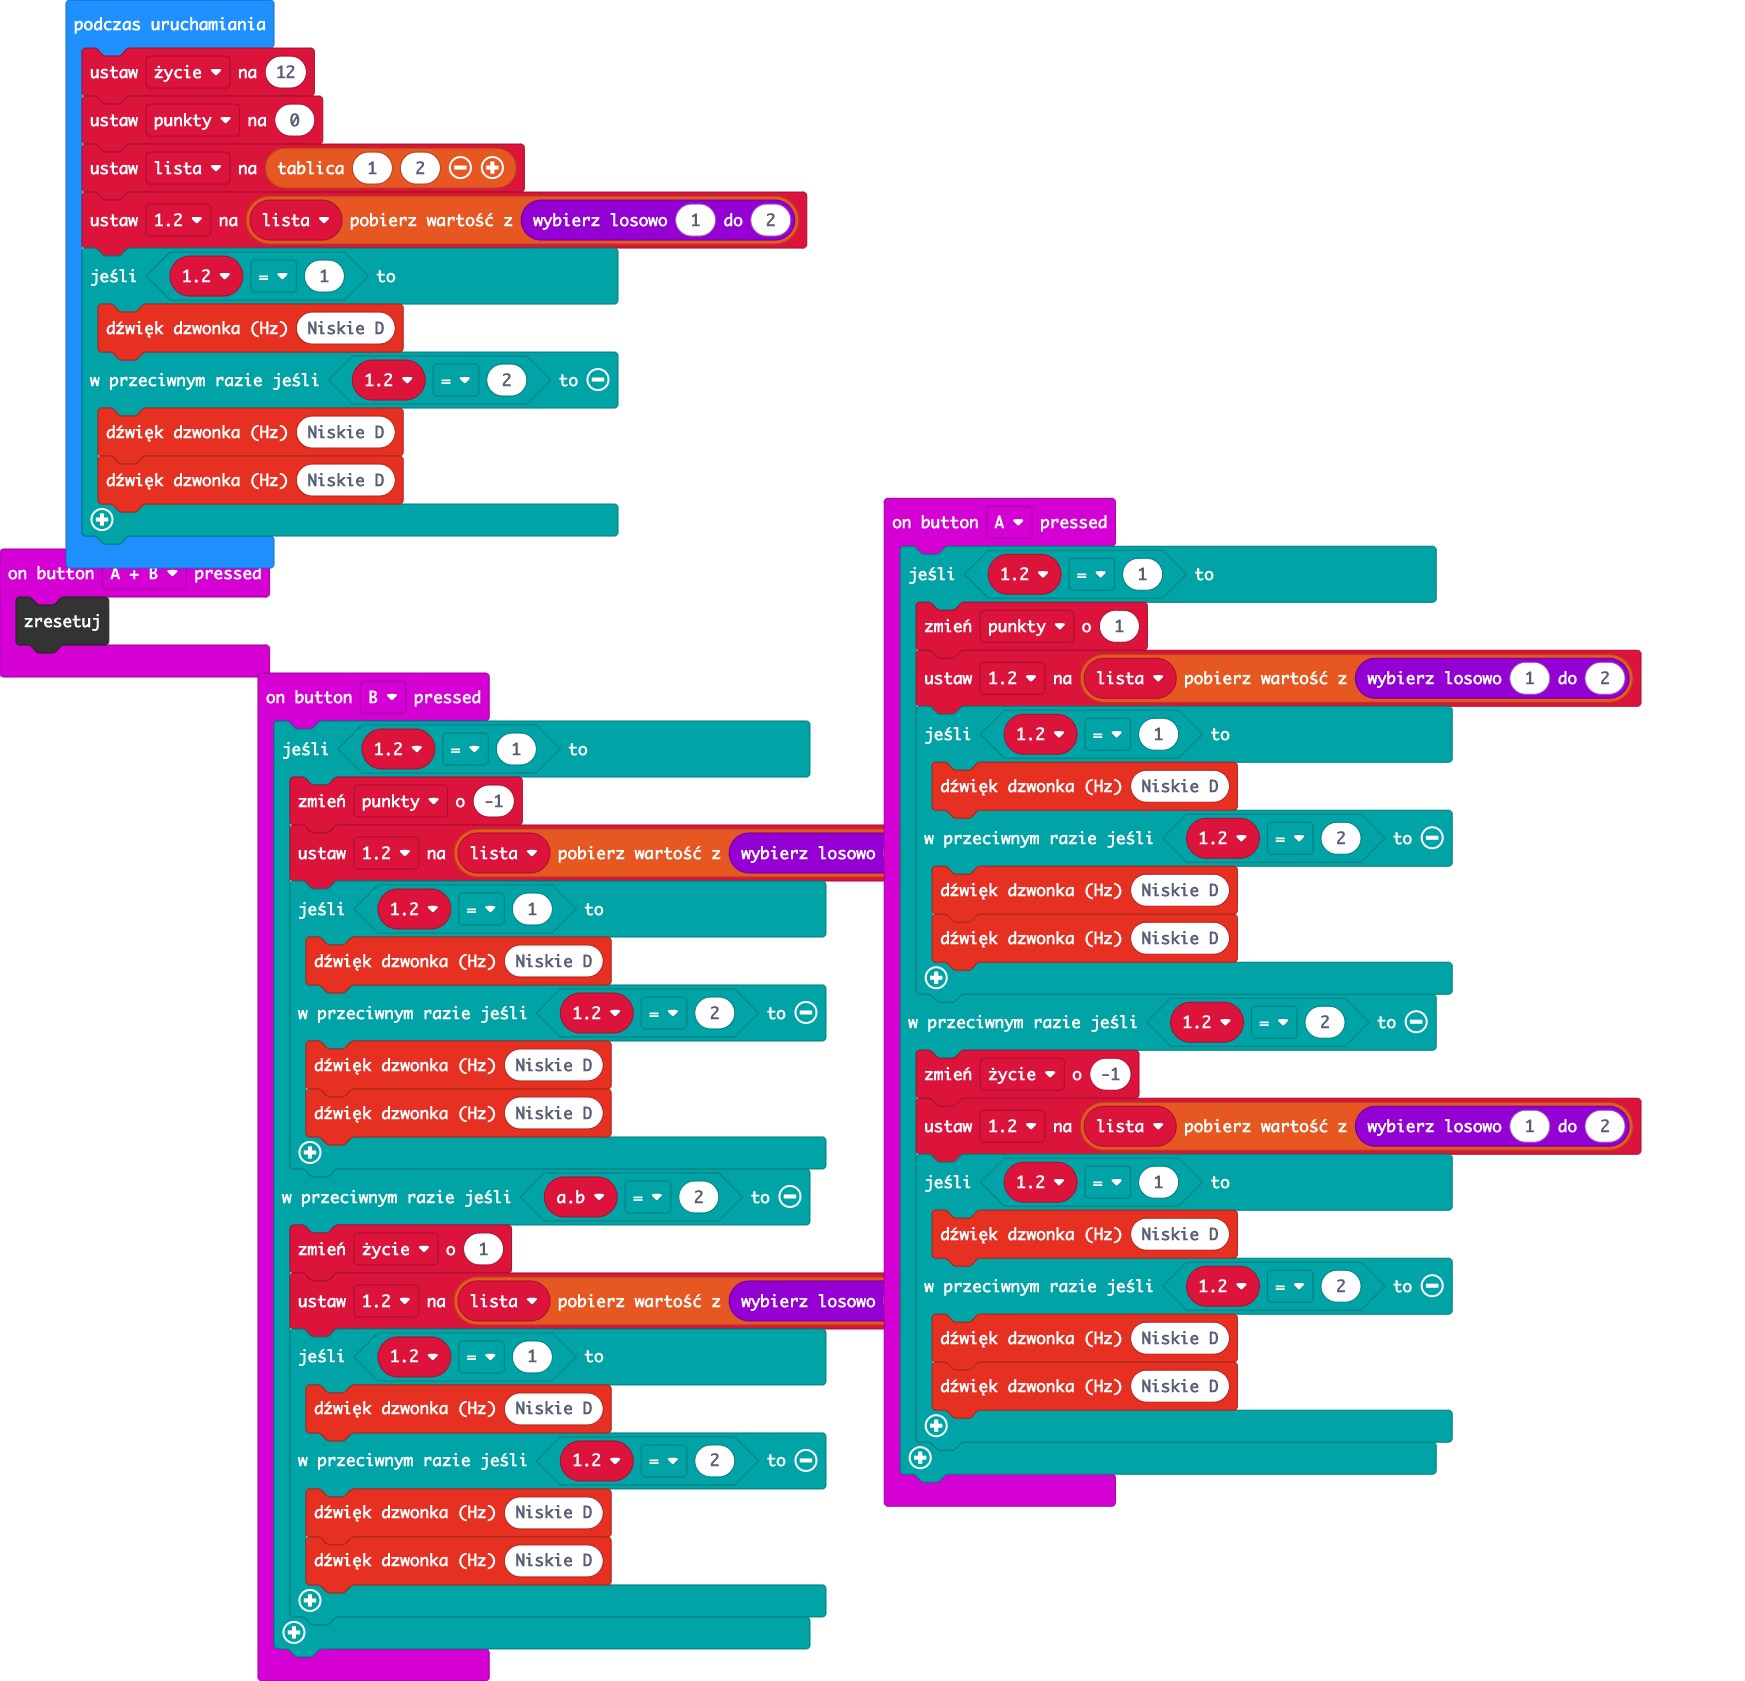 podczas uruchamiania
ustaw życie na 12
ustaw punkty na 0
ustaw lista na tablica 1 2
ustaw 1.2 na lista pobierz wartość z wybierz losowo 1 do 2
jeśli 1.2 = 1 to
dźwięk dzwonka (Hz) Niskie D
w przeciwnym razie jeśli 1.2 = 2 to
dźwięk dzwonka (Hz) Niskie D
dźwięk dzwonka (Hz) Niskie D
on button A + B pressed
zresetuj
on button B pressed
jeśli 1.2 = 1 to
zmień punkty o -1
ustaw 1.2 na lista pobierz wartość z wybierz losowo
jeśli 1.2 = 1 to
dźwięk dzwonka (Hz) Niskie D
w przeciwnym razie jeśli 1.2 = 2 to
dźwięk dzwonka (Hz) Niskie D
dźwięk dzwonka (Hz) Niskie D
w przeciwnym razie jeśli a.b = 2 to
zmień życie o 1
ustaw 1.2 na lista pobierz wartość z wybierz losowo
jeśli 1.2 = 1 to
dźwięk dzwonka (Hz) Niskie D
w przeciwnym razie jeśli 1.2 = 2 to
dźwięk dzwonka (Hz) Niskie D
dźwięk dzwonka (Hz) Niskie D
on button A pressed
jeśli 1.2 = 1 to
zmień punkty o 1
ustaw 1.2 na lista pobierz wartość z wybierz losowo 1 do 2
jeśli 1.2 = 1 to
dźwięk dzwonka (Hz) Niskie D
w przeciwnym razie jeśli 1.2 = 2 to
dźwięk dzwonka (Hz) Niskie D
dźwięk dzwonka (Hz) Niskie D
w przeciwnym razie jeśli 1.2 = 2 to
zmień życie o -1
ustaw 1.2 na lista pobierz wartość z wybierz losowo 1 do 2
jeśli 1.2 = 1 to
dźwięk dzwonka (Hz) Niskie D
w przeciwnym razie jeśli 1.2 = 2 to
dźwięk dzwonka (Hz) Niskie D
dźwięk dzwonka (Hz) Niskie D